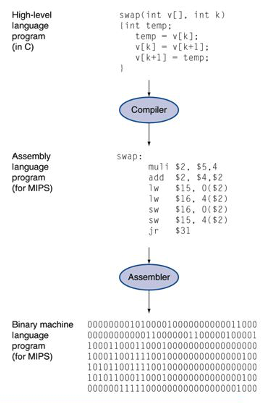 High-level
language
program
(in C)
swap(int v[], int k)
{int temp;
temp = v[k];
v[k] = v[k+1];
v[k+1] = temp;
}
Compiler
Assembly
language
program
(for MIPS)
swap:
muli $2, $5,4
add $2, $4,$2
lw $15, 0($2)
lw $16, 4($2)
sw $16, 0($2)
sw $15, 4($2)
jr $31
Assembler
Binary machine
language
program
(for MIPS)
00000000101000010000000000011000
00000000000110000001100000100001
10001100011000100000000000000000
10001100111100100000000000000100
10101100111100100000000000000000
10101100011000100000000000000100
00000011111000000000000000001000